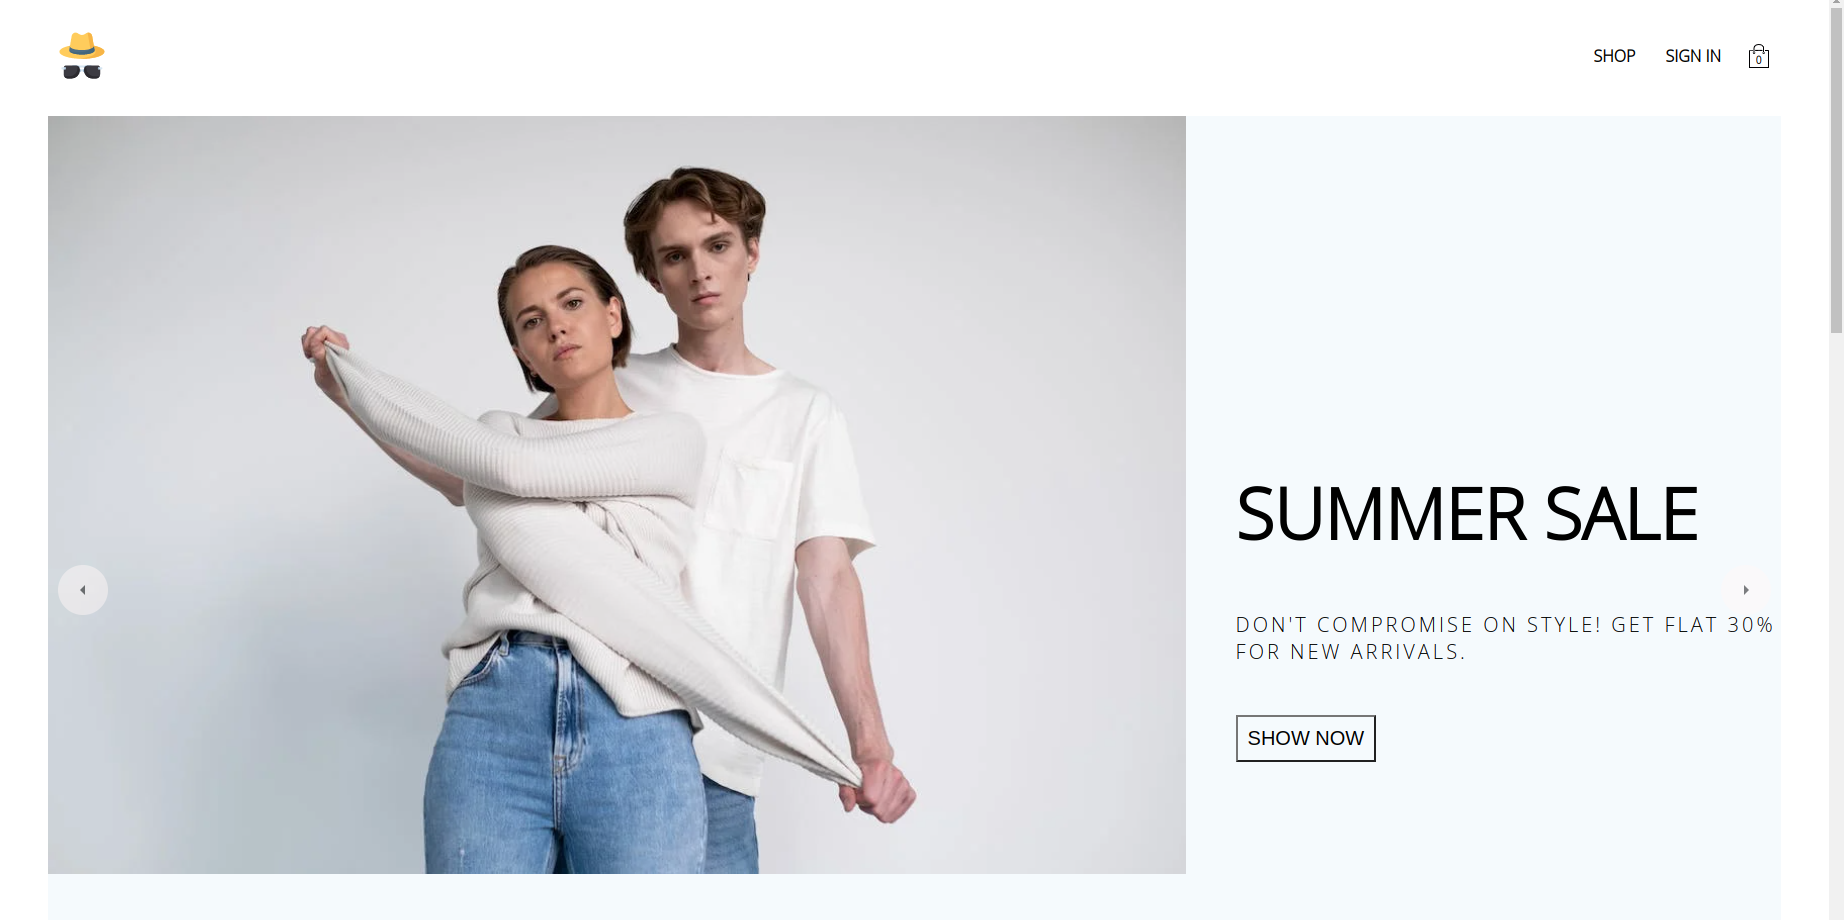 SHOP
SIGN IN
0
SUMMER SALE
DON'T COMPROMISE ON STYLE! GET FLAT 30%
FOR NEW ARRIVALS.
SHOW NOW